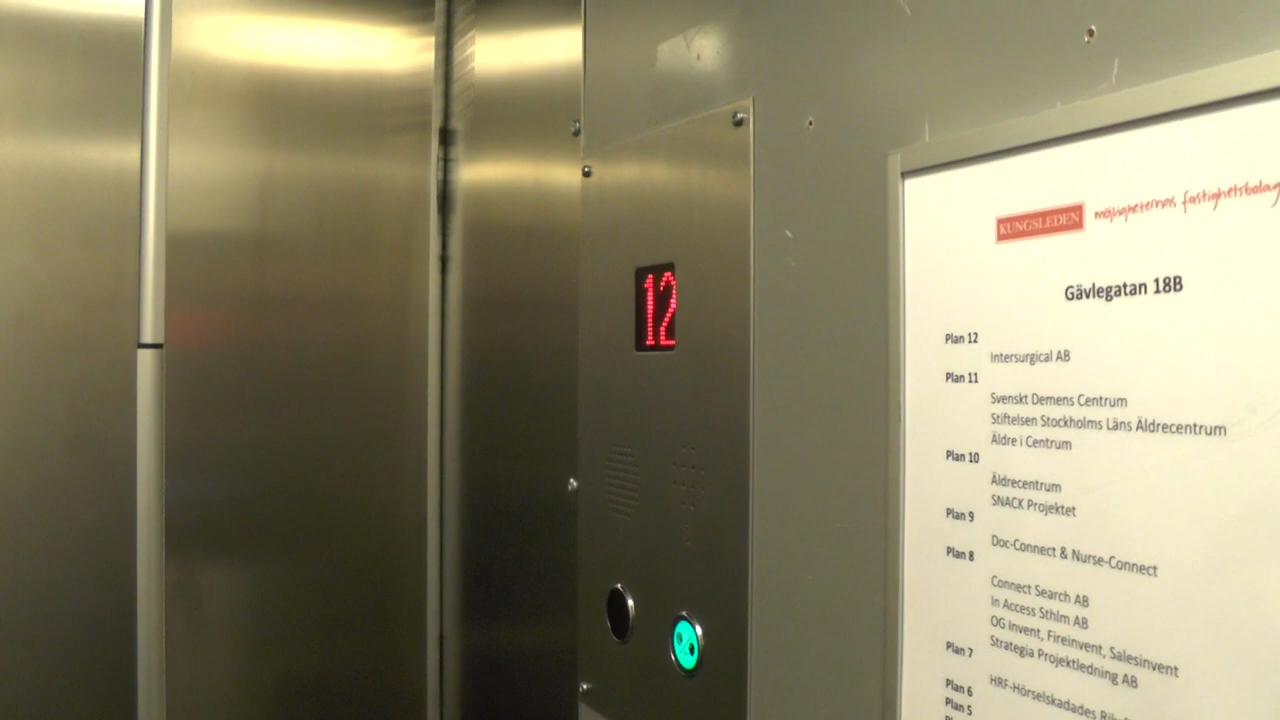 12
KUNGSLEDEN möjligheternas fastighetsbolag
Gävlegatan 18B
Plan 12
Intersurgical AB
Plan 11
Svenskt Demens Centrum
Stiftelsen Stockholms Läns Äldrecentrum
Äldre i Centrum
Plan 10
Äldrecentrum
SNACK Projektet
Plan 9
Doc-Connect & Nurse-Connect
Plan 8
Connect Search AB
In Access Sthlm AB
OG Invent, Fireinvent, Salesinvent
Strategia Projektledning AB
Plan 7
HRF-Hörselskadades
Plan 6
Plan 5